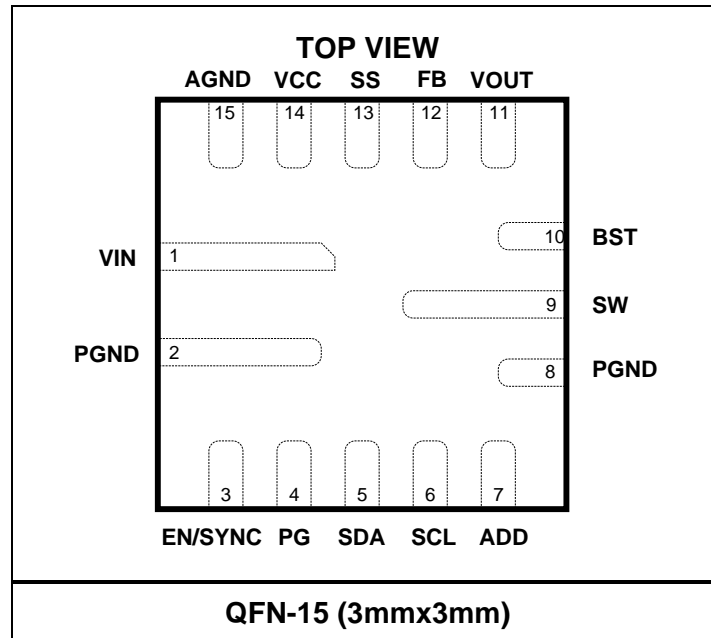 TOP VIEW
AGND VCC SS FB VOUT
15 14 13 12 11
10 BST
VIN 1
9 SW
PGND 2
8 PGND
3 4 5 6 7
EN/SYNC PG SDA SCL ADD
QFN-15 (3mmx3mm)